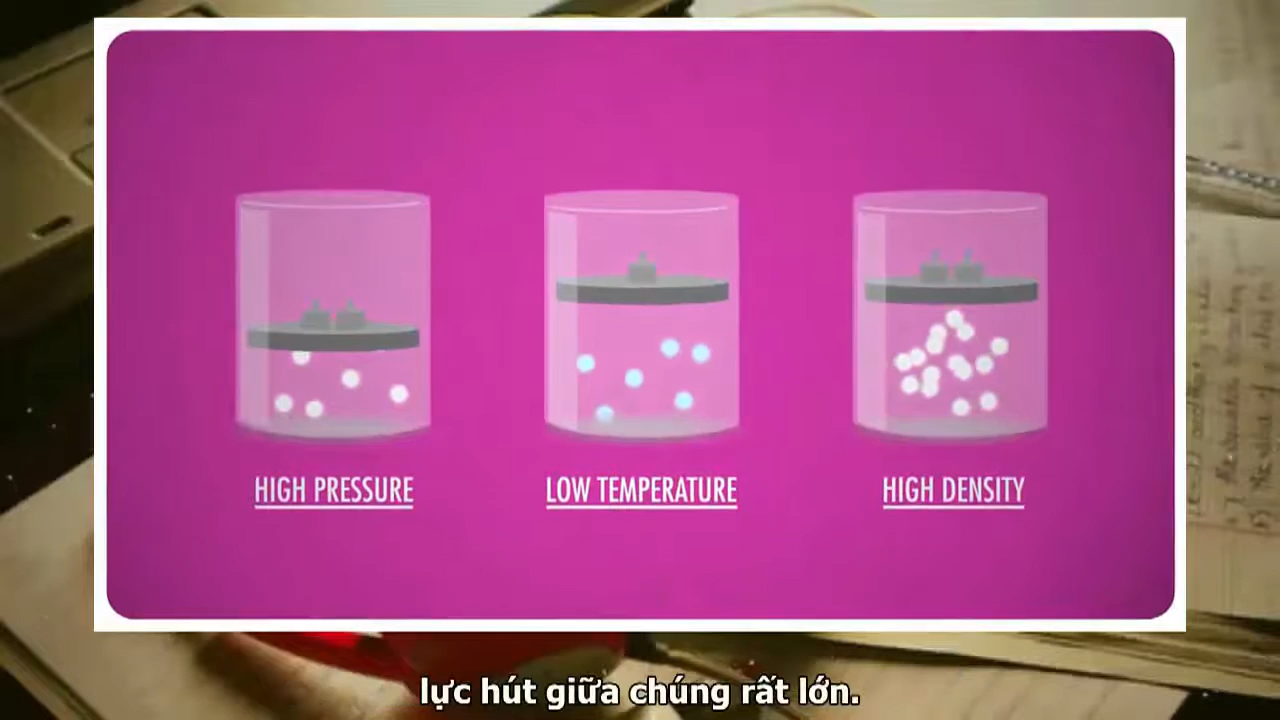 HIGH PRESSURE
LOW TEMPERATURE
HIGH DENSITY
lực hút giữa chúng rất lớn.